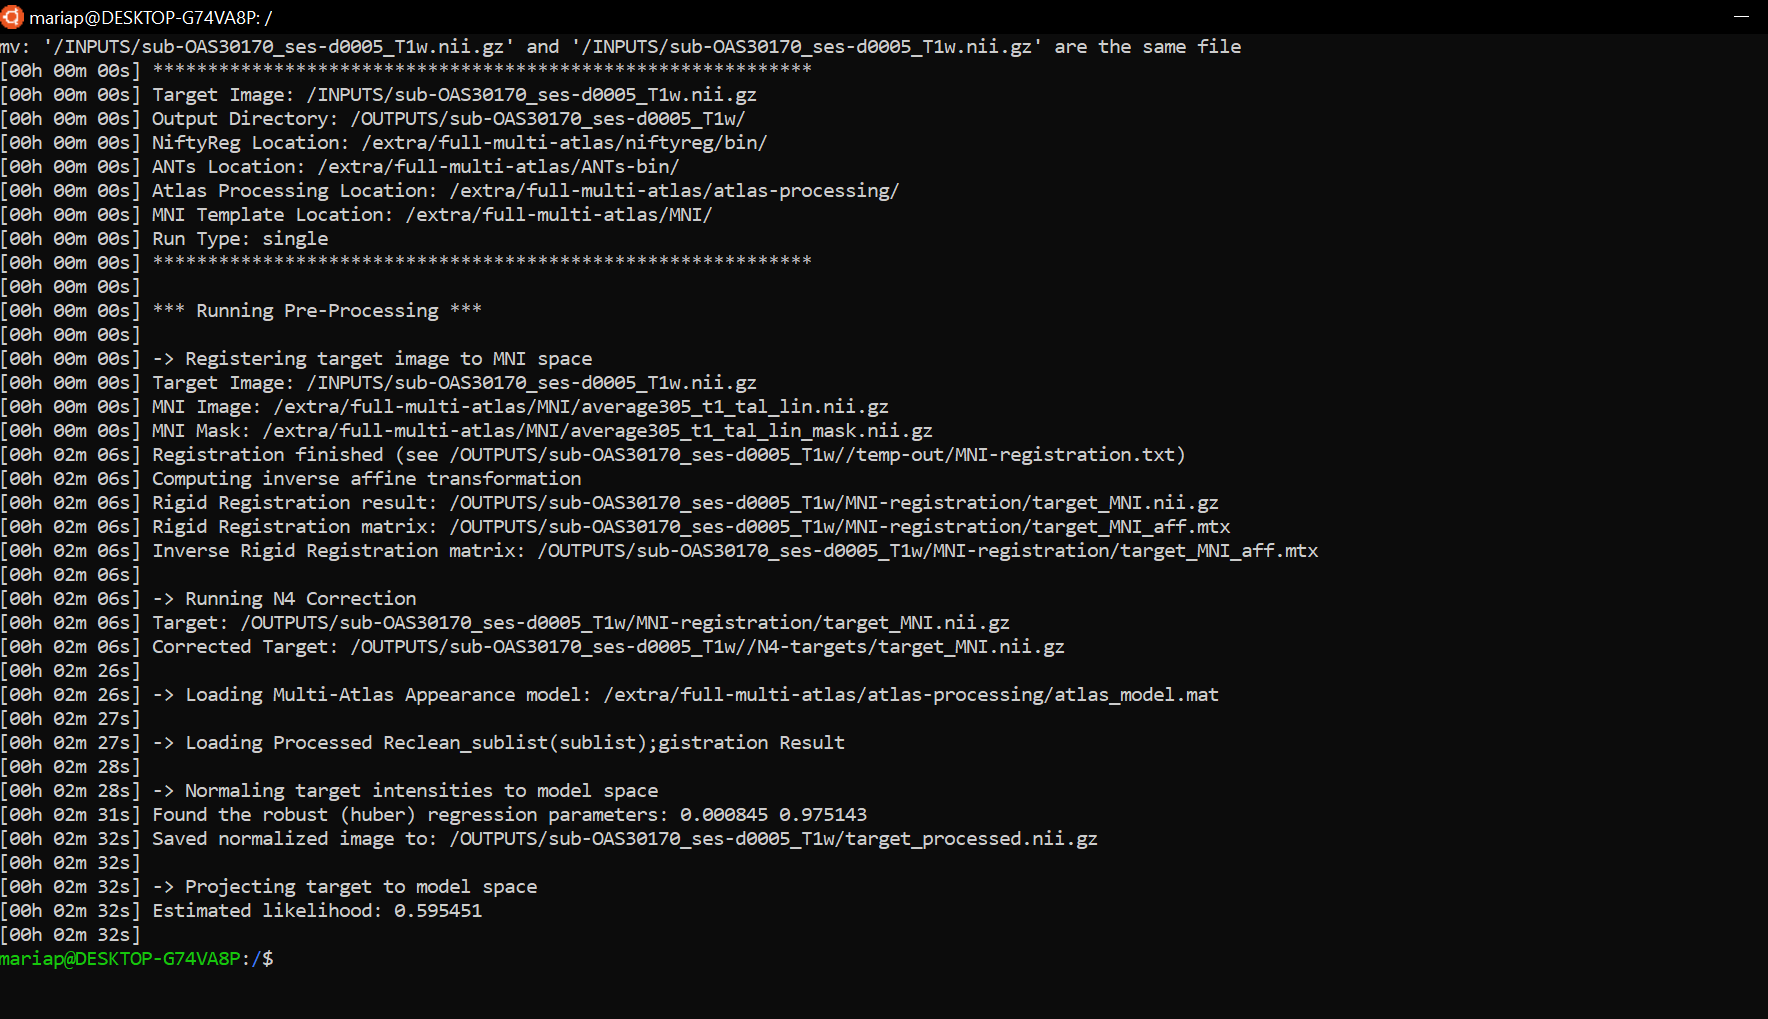 mariap@DESKTOP-G74VA8P: /
mv: '/INPUTS/sub-OAS30170_ses-d0005_T1w.nii.gz' and '/INPUTS/sub-OAS30170_ses-d0005_T1w.nii.gz' are the same file
[00h 00m 00s] ************************************************************
[00h 00m 00s] Target Image: /INPUTS/sub-OAS30170_ses-d0005_T1w.nii.gz
[00h 00m 00s] Output Directory: /OUTPUTS/sub-OAS30170_ses-d0005_T1w/
[00h 00m 00s] NiftyReg Location: /extra/full-multi-atlas/niftyreg/bin/
[00h 00m 00s] ANTs Location: /extra/full-multi-atlas/ANTs-bin/
[00h 00m 00s] Atlas Processing Location: /extra/full-multi-atlas/atlas-processing/
[00h 00m 00s] MNI Template Location: /extra/full-multi-atlas/MNI/
[00h 00m 00s] Run Type: single
[00h 00m 00s] ************************************************************
[00h 00m 00s]
[00h 00m 00s] *** Running Pre-Processing ***
[00h 00m 00s]
[00h 00m 00s] -> Registering target image to MNI space
[00h 00m 00s] Target Image: /INPUTS/sub-OAS30170_ses-d0005_T1w.nii.gz
[00h 00m 00s] MNI Image: /extra/full-multi-atlas/MNI/average305_t1_tal_lin.nii.gz
[00h 00m 00s] MNI Mask: /extra/full-multi-atlas/MNI/average305_t1_tal_lin_mask.nii.gz
[00h 02m 06s] Registration finished (see /OUTPUTS/sub-OAS30170_ses-d0005_T1w//temp-out/MNI-registration.txt)
[00h 02m 06s] Computing inverse affine transformation
[00h 02m 06s] Rigid Registration result: /OUTPUTS/sub-OAS30170_ses-d0005_T1w/MNI-registration/target_MNI.nii.gz
[00h 02m 06s] Rigid Registration matrix: /OUTPUTS/sub-OAS30170_ses-d0005_T1w/MNI-registration/target_MNI_aff.mtx
[00h 02m 06s] Inverse Rigid Registration matrix: /OUTPUTS/sub-OAS30170_ses-d0005_T1w/MNI-registration/target_MNI_aff.mtx
[00h 02m 06s]
[00h 02m 06s] -> Running N4 Correction
[00h 02m 06s] Target: /OUTPUTS/sub-OAS30170_ses-d0005_T1w/MNI-registration/target_MNI.nii.gz
[00h 02m 06s] Corrected Target: /OUTPUTS/sub-OAS30170_ses-d0005_T1w//N4-targets/target_MNI.nii.gz
[00h 02m 26s]
[00h 02m 26s] -> Loading Multi-Atlas Appearance model: /extra/full-multi-atlas/atlas-processing/atlas_model.mat
[00h 02m 27s]
[00h 02m 27s] -> Loading Processed Reclean_sublist(sublist);gistration Result
[00h 02m 28s]
[00h 02m 28s] -> Normaling target intensities to model space
[00h 02m 31s] Found the robust (huber) regression parameters: 0.000845 0.975143
[00h 02m 32s] Saved normalized image to: /OUTPUTS/sub-OAS30170_ses-d0005_T1w/target_processed.nii.gz
[00h 02m 32s]
[00h 02m 32s] -> Projecting target to model space
[00h 02m 32s] Estimated likelihood: 0.595451
[00h 02m 32s]
mariap@DESKTOP-G74VA8P:/$